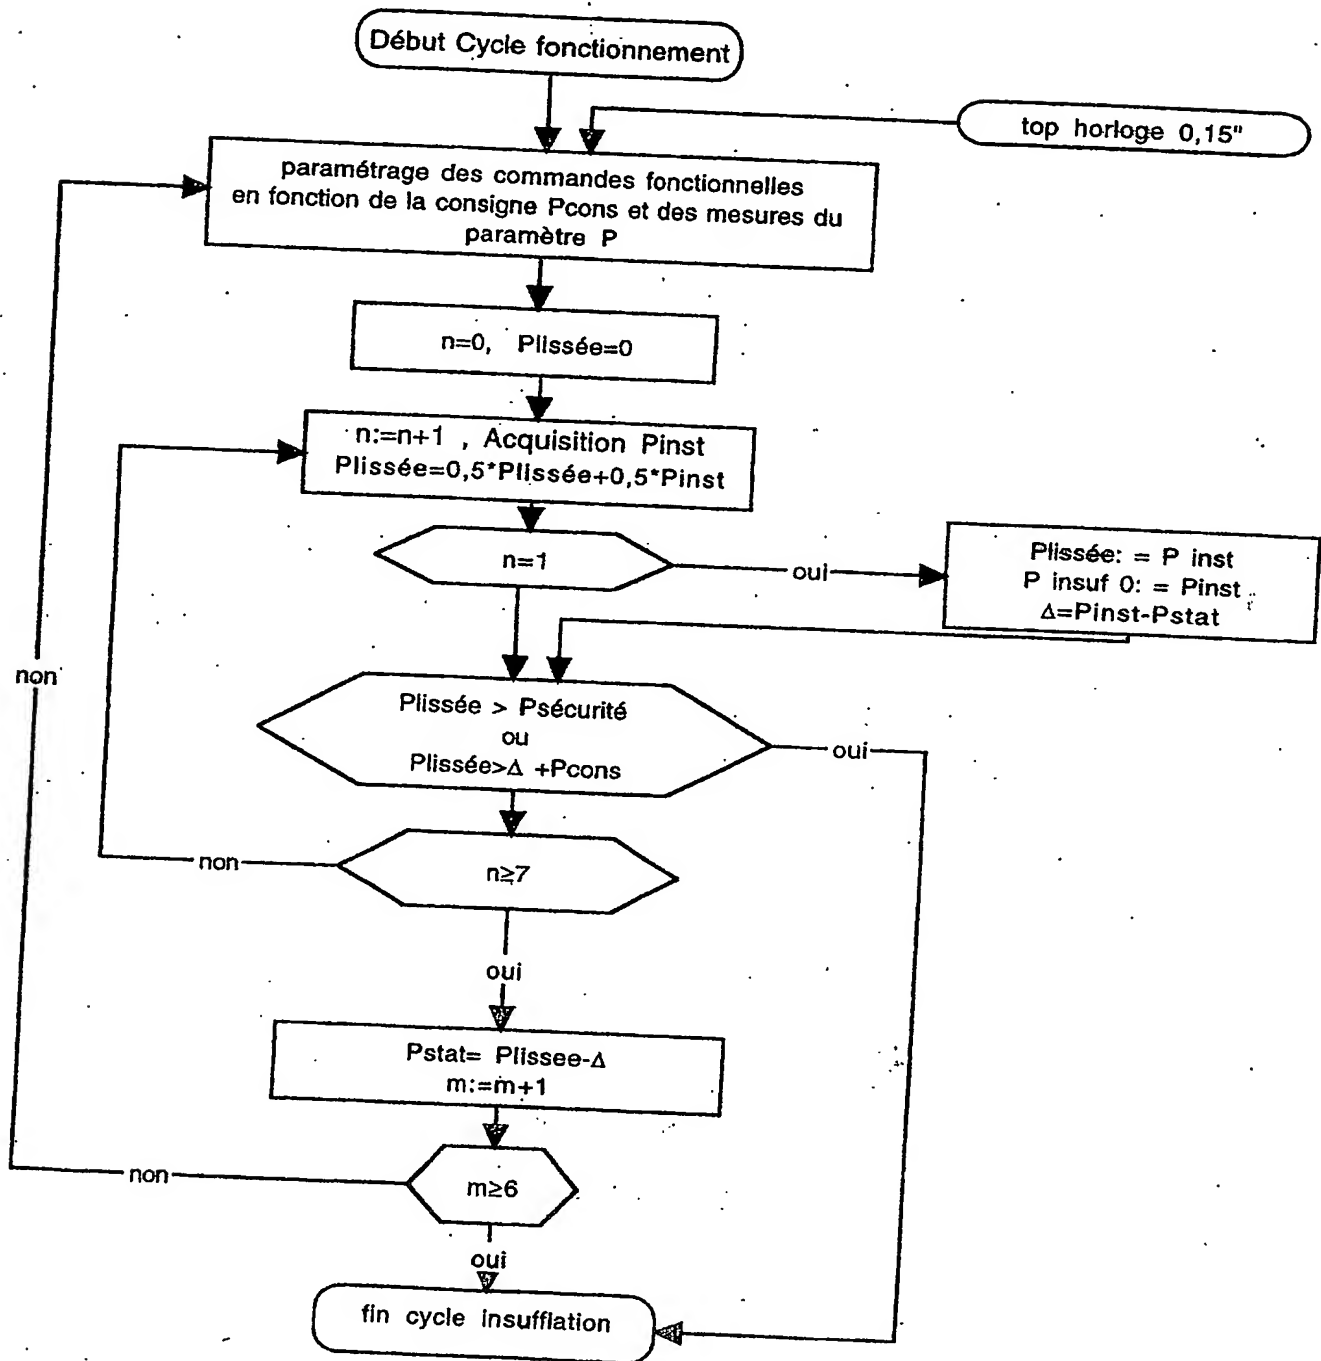 Début Cycle fonctionnement
top horloge 0,15"
paramétrage des commandes fonctionnelles
en fonction de la consigne Pcons et des mesures du
paramètre P
n=0, Plissée=0
n:=n+1 , Acquisition Pinst
Plissée=0,5*Plissée+0,5*Pinst
n=1
oui
Plissée: = P inst
P insuf 0: = Pinst
Δ=Pinst-Pstat
non
Plissée > Psécurité
ou
Plissée>Δ +Pcons
oui
non
n≥7
oui
Pstat= Plissee-Δ
m:=m+1
non
m≥6
oui
fin cycle insufflation